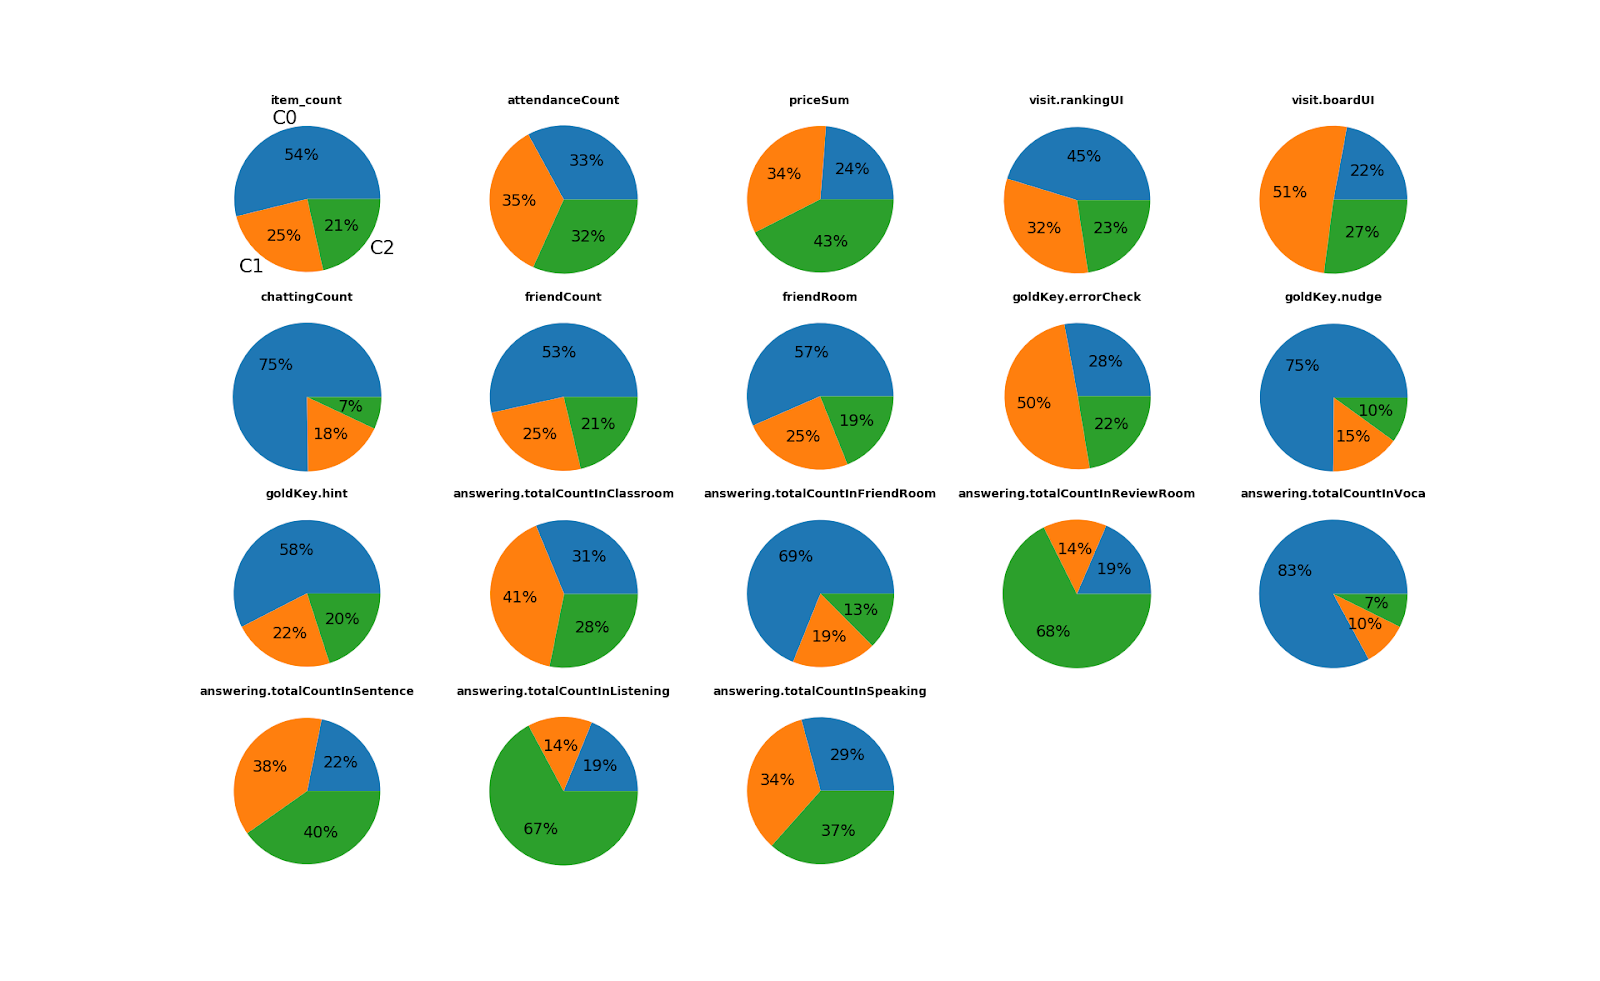 item_count
C0
54%
25%
21%
C1
C2
attendanceCount
33%
35%
32%
priceSum
24%
34%
43%
visit.rankingUI
45%
32%
23%
visit.boardUI
22%
51%
27%
chattingCount
75%
7%
18%
friendCount
53%
25%
21%
friendRoom
57%
25%
19%
goldKey.errorCheck
28%
50%
22%
goldKey.nudge
75%
10%
15%
goldKey.hint
58%
22%
20%
answering.totalCountInClassroom
31%
41%
28%
answering.totalCountInFriendRoom
69%
13%
19%
answering.totalCountInReviewRoom
14%
19%
68%
answering.totalCountInVoca
83%
7%
10%
answering.totalCountInSentence
22%
38%
40%
answering.totalCountInListening
14%
19%
67%
answering.totalCountInSpeaking
29%
34%
37%